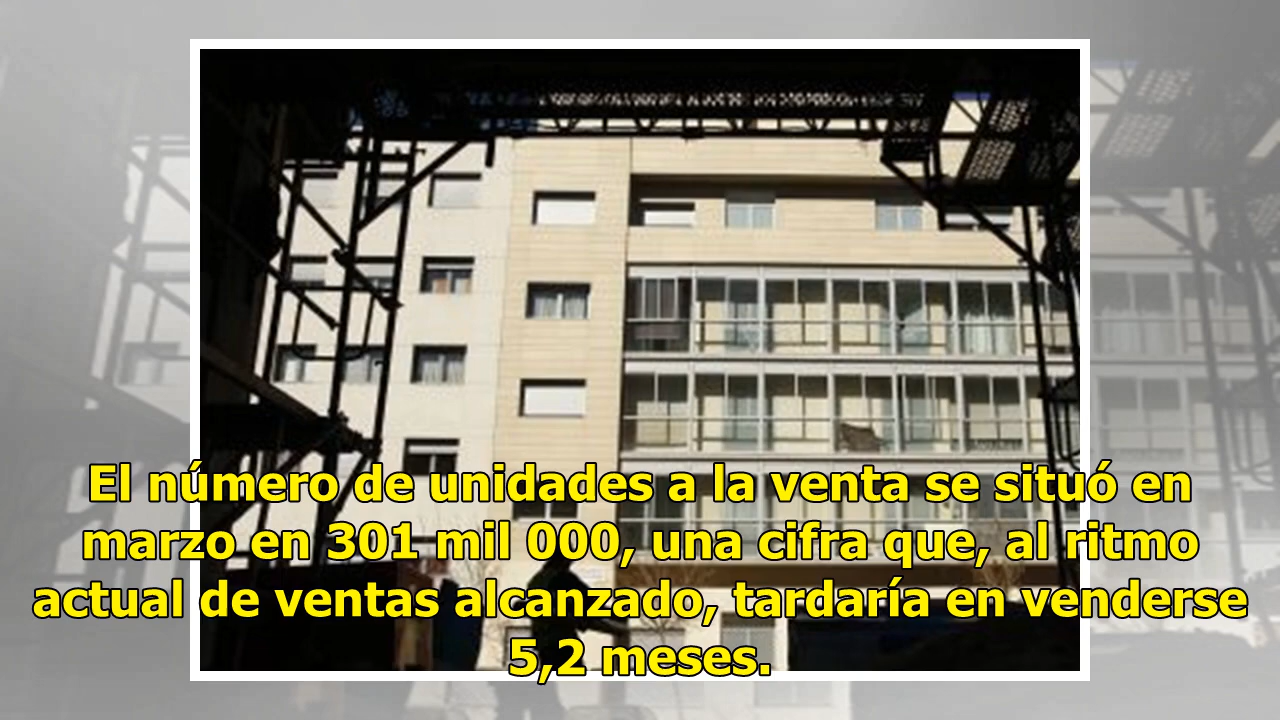 El número de unidades a la venta se situó en
marzo en 301 mil 000, una cifra que, al ritmo
actual de ventas alcanzado, tardaría en venderse
5,2 meses.